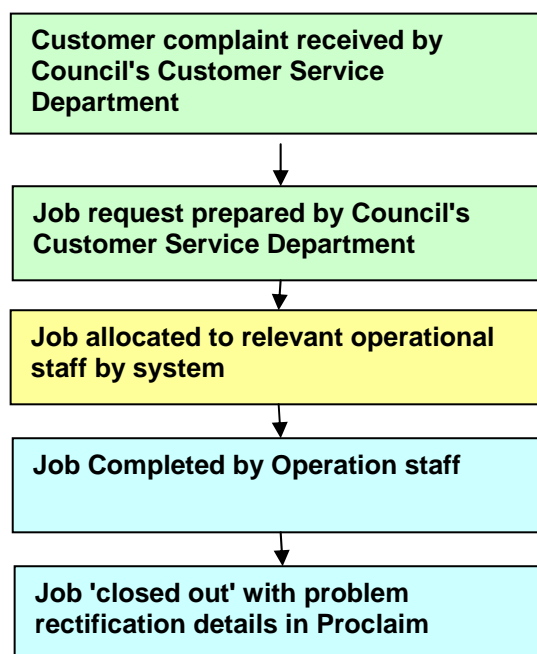 Customer complaint received by
Council's Customer Service
Department
Job request prepared by Council's
Customer Service Department
Job allocated to relevant operational
staff by system
Job Completed by Operation staff
Job 'closed out' with problem
rectification details in Proclaim